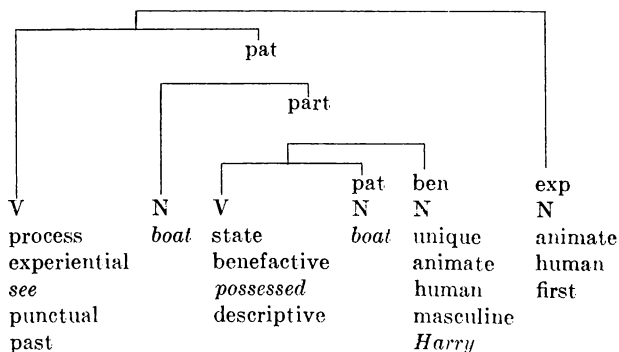 pat
part
pat ben exp
V N V N N N
process boat state boat unique animate
experiential benefactive animate human
see possessed human first
punctual descriptive masculine
past Harry